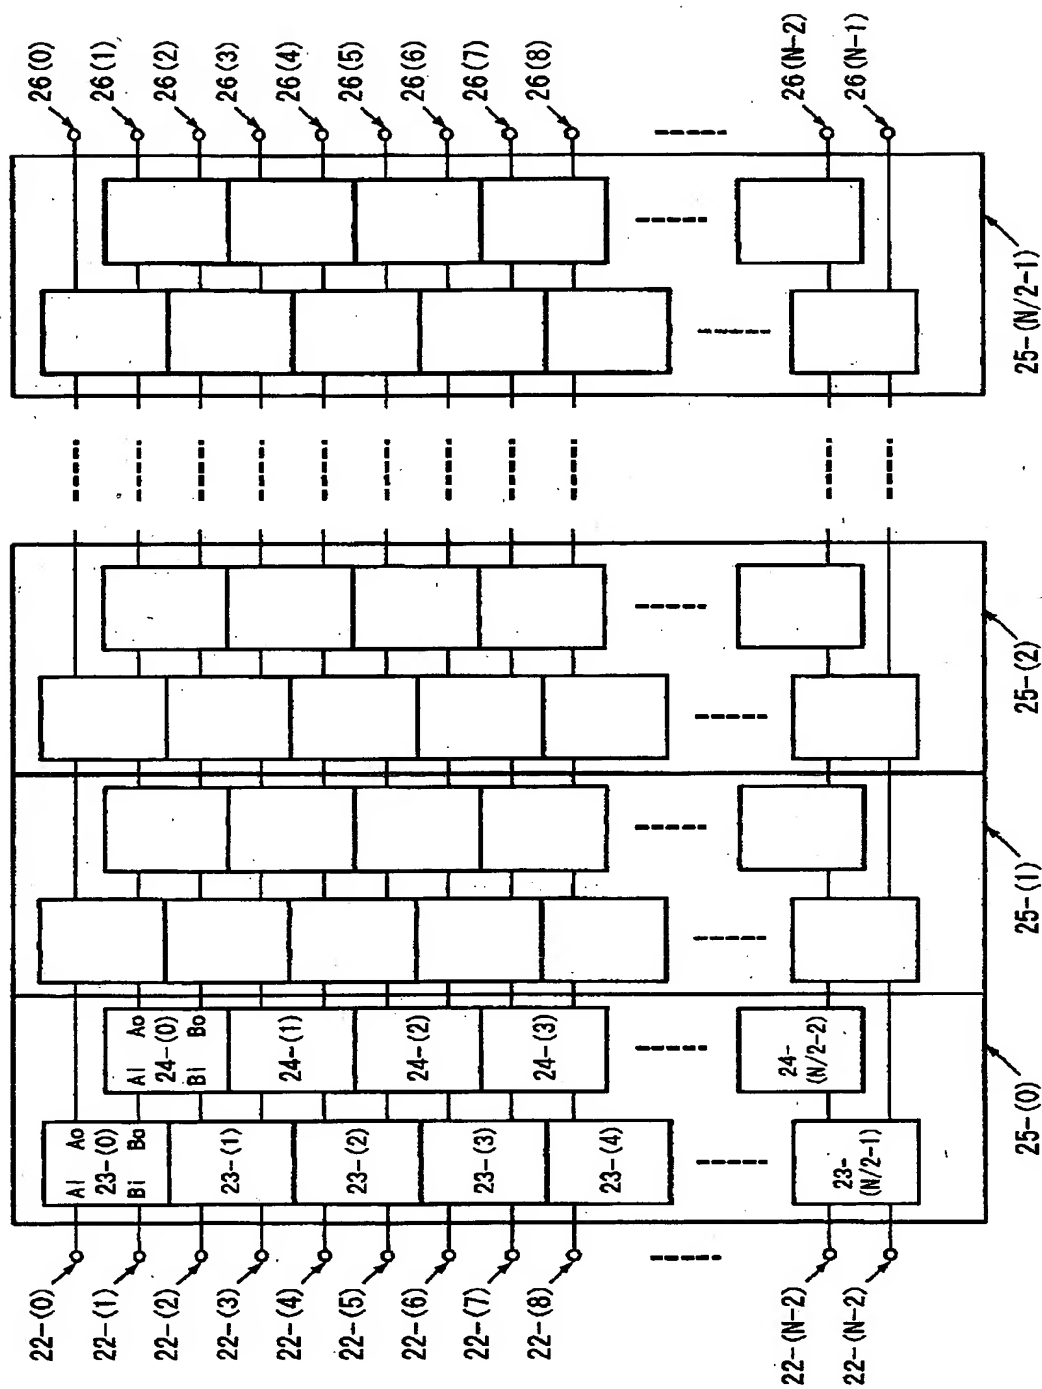 26(0)
26(1)
26(2)
26(3)
26(4)
26(5)
26(6)
26(7)
26(8)
26(N-2)
26(N-1)
25-(N/2-1)
25-(2)
25-(1)
25-(0)
Ai Ao
24-(0)
Bi Bo
24-(1)
24-(2)
24-(3)
24-
(N/2-2)
Ai Ao
23-(0)
Bi Bo
23-(1)
23-(2)
23-(3)
23-(4)
23-
(N/2-1)
22-(0)
22-(1)
22-(2)
22-(3)
22-(4)
22-(5)
22-(6)
22-(7)
22-(8)
22-(N-2)
22-(N-2)